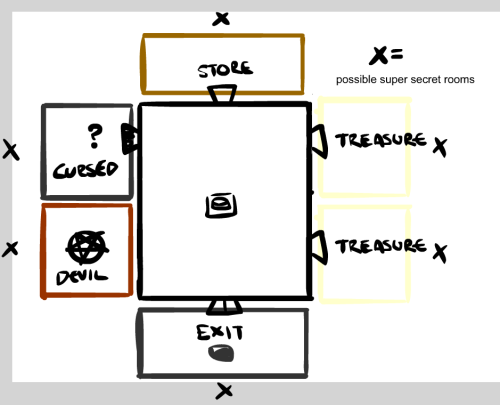 X
STORE
X=
possible super secret rooms
?
CURSED
X
TREASURE X
X
DEVIL
TREASURE X
EXIT
X